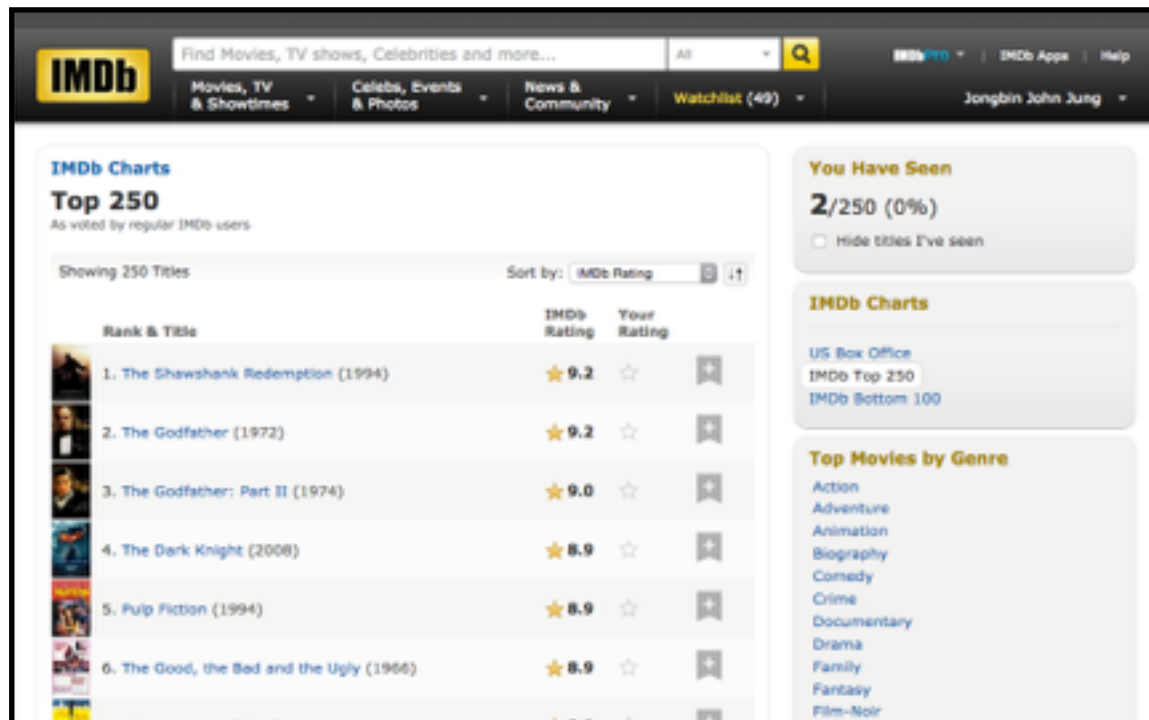 IMDb
Find Movies, TV shows, Celebrities and more...
All
IMDbPro
IMDb Apps
Help
Movies, TV
& Showtimes
Celebs, Events
& Photos
News &
Community
Watchlist (49)
Jongbin John Jung
IMDb Charts
Top 250
As voted by regular IMDb users
Showing 250 Titles
Sort by: IMDb Rating
Rank & Title
IMDb
Rating
Your
Rating
1. The Shawshank Redemption (1994) 9.2
2. The Godfather (1972) 9.2
3. The Godfather: Part II (1974) 9.0
4. The Dark Knight (2008) 8.9
5. Pulp Fiction (1994) 8.9
6. The Good, the Bad and the Ugly (1966) 8.9
You Have Seen
2/250 (0%)
Hide titles I've seen
IMDb Charts
US Box Office
IMDb Top 250
IMDb Bottom 100
Top Movies by Genre
Action
Adventure
Animation
Biography
Comedy
Crime
Documentary
Drama
Family
Fantasy
Film-Noir